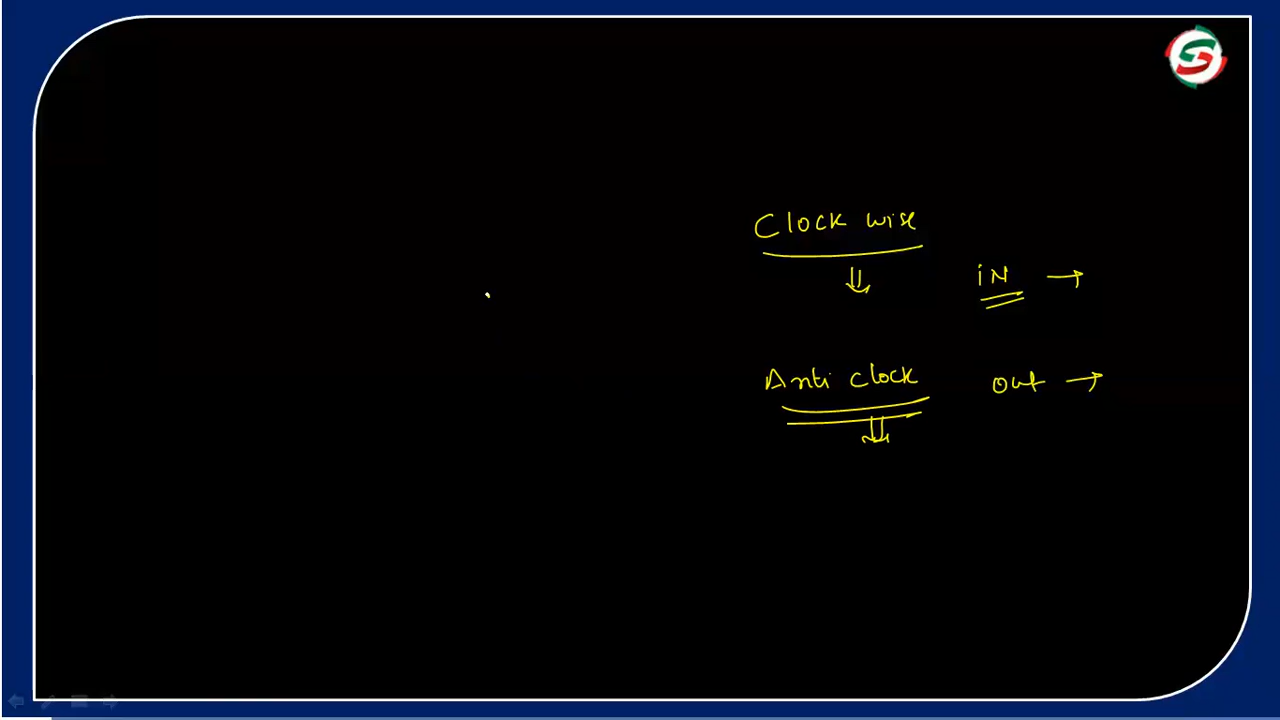 Clock wise
iN →
Anti clock out →